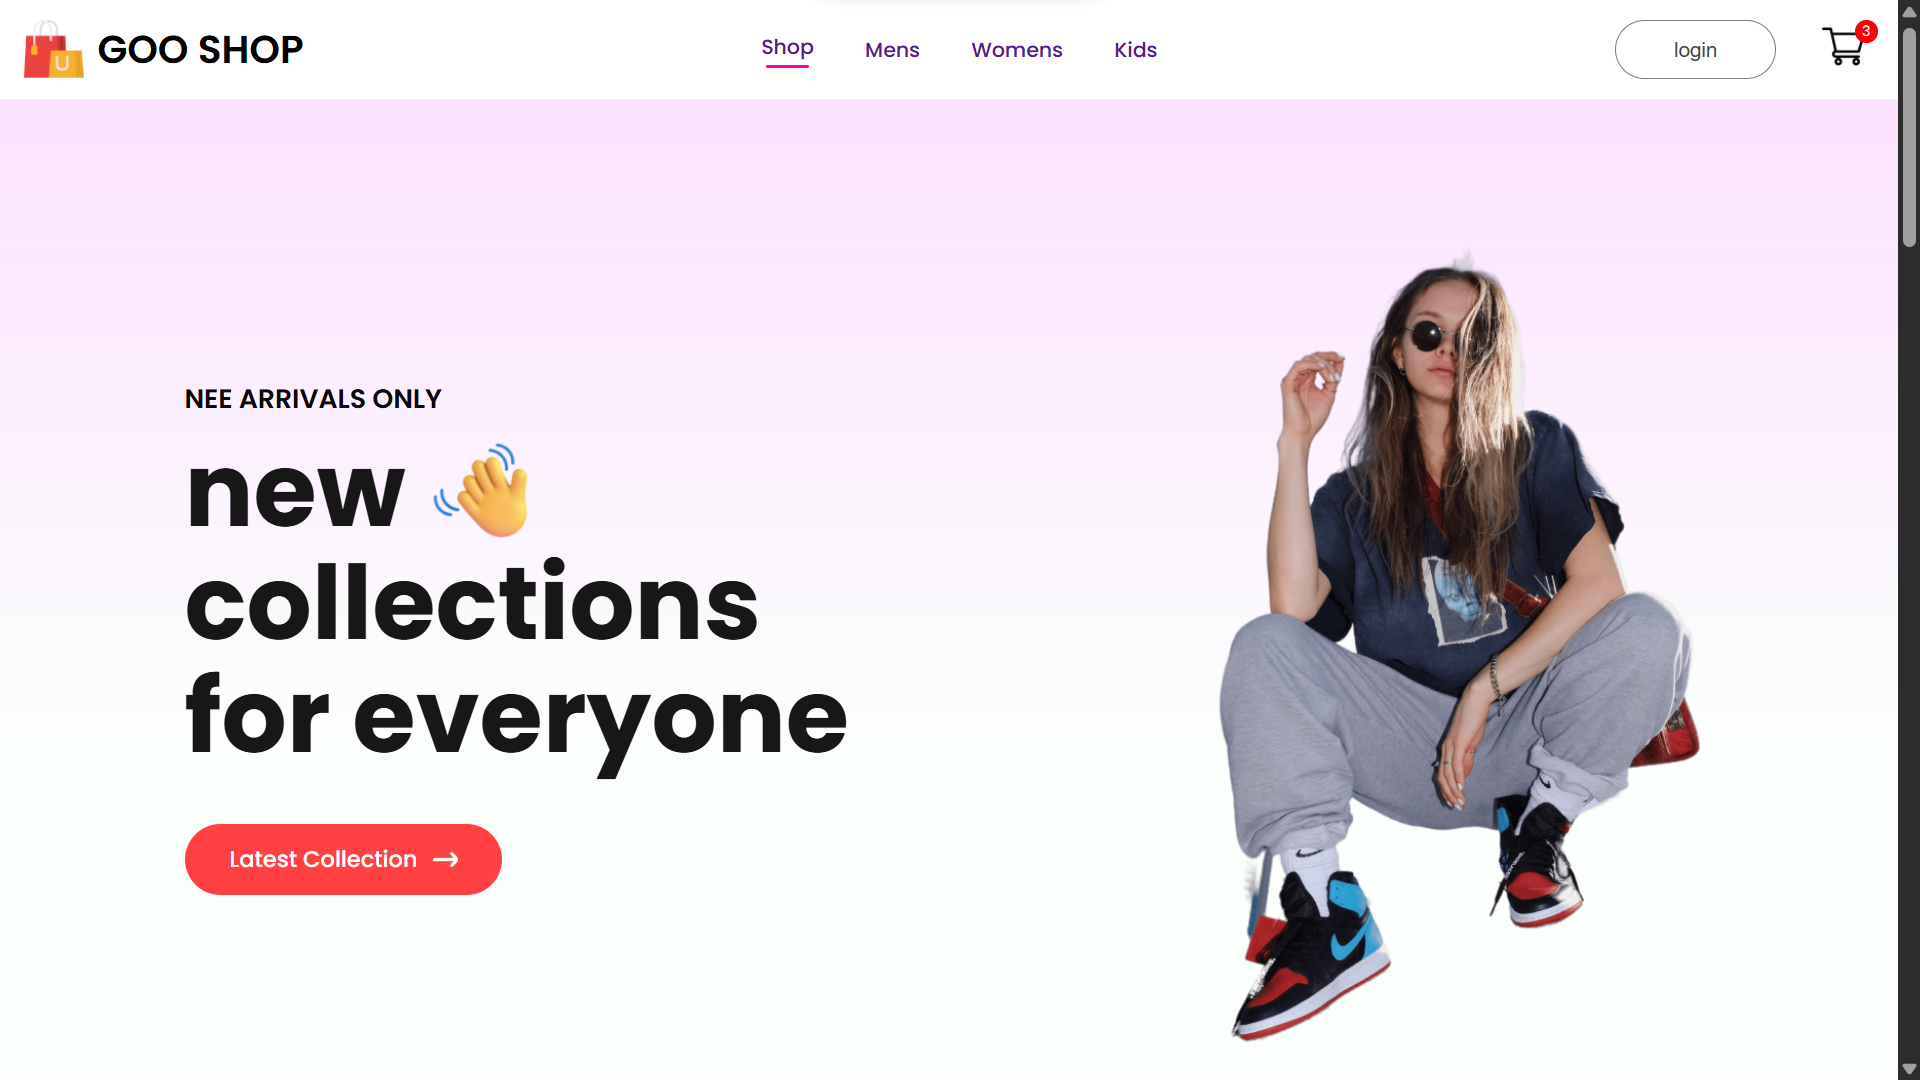 GOO SHOP
Shop
Mens
Womens
Kids
login
3
NEE ARRIVALS ONLY
new
collections
for everyone
Latest Collection